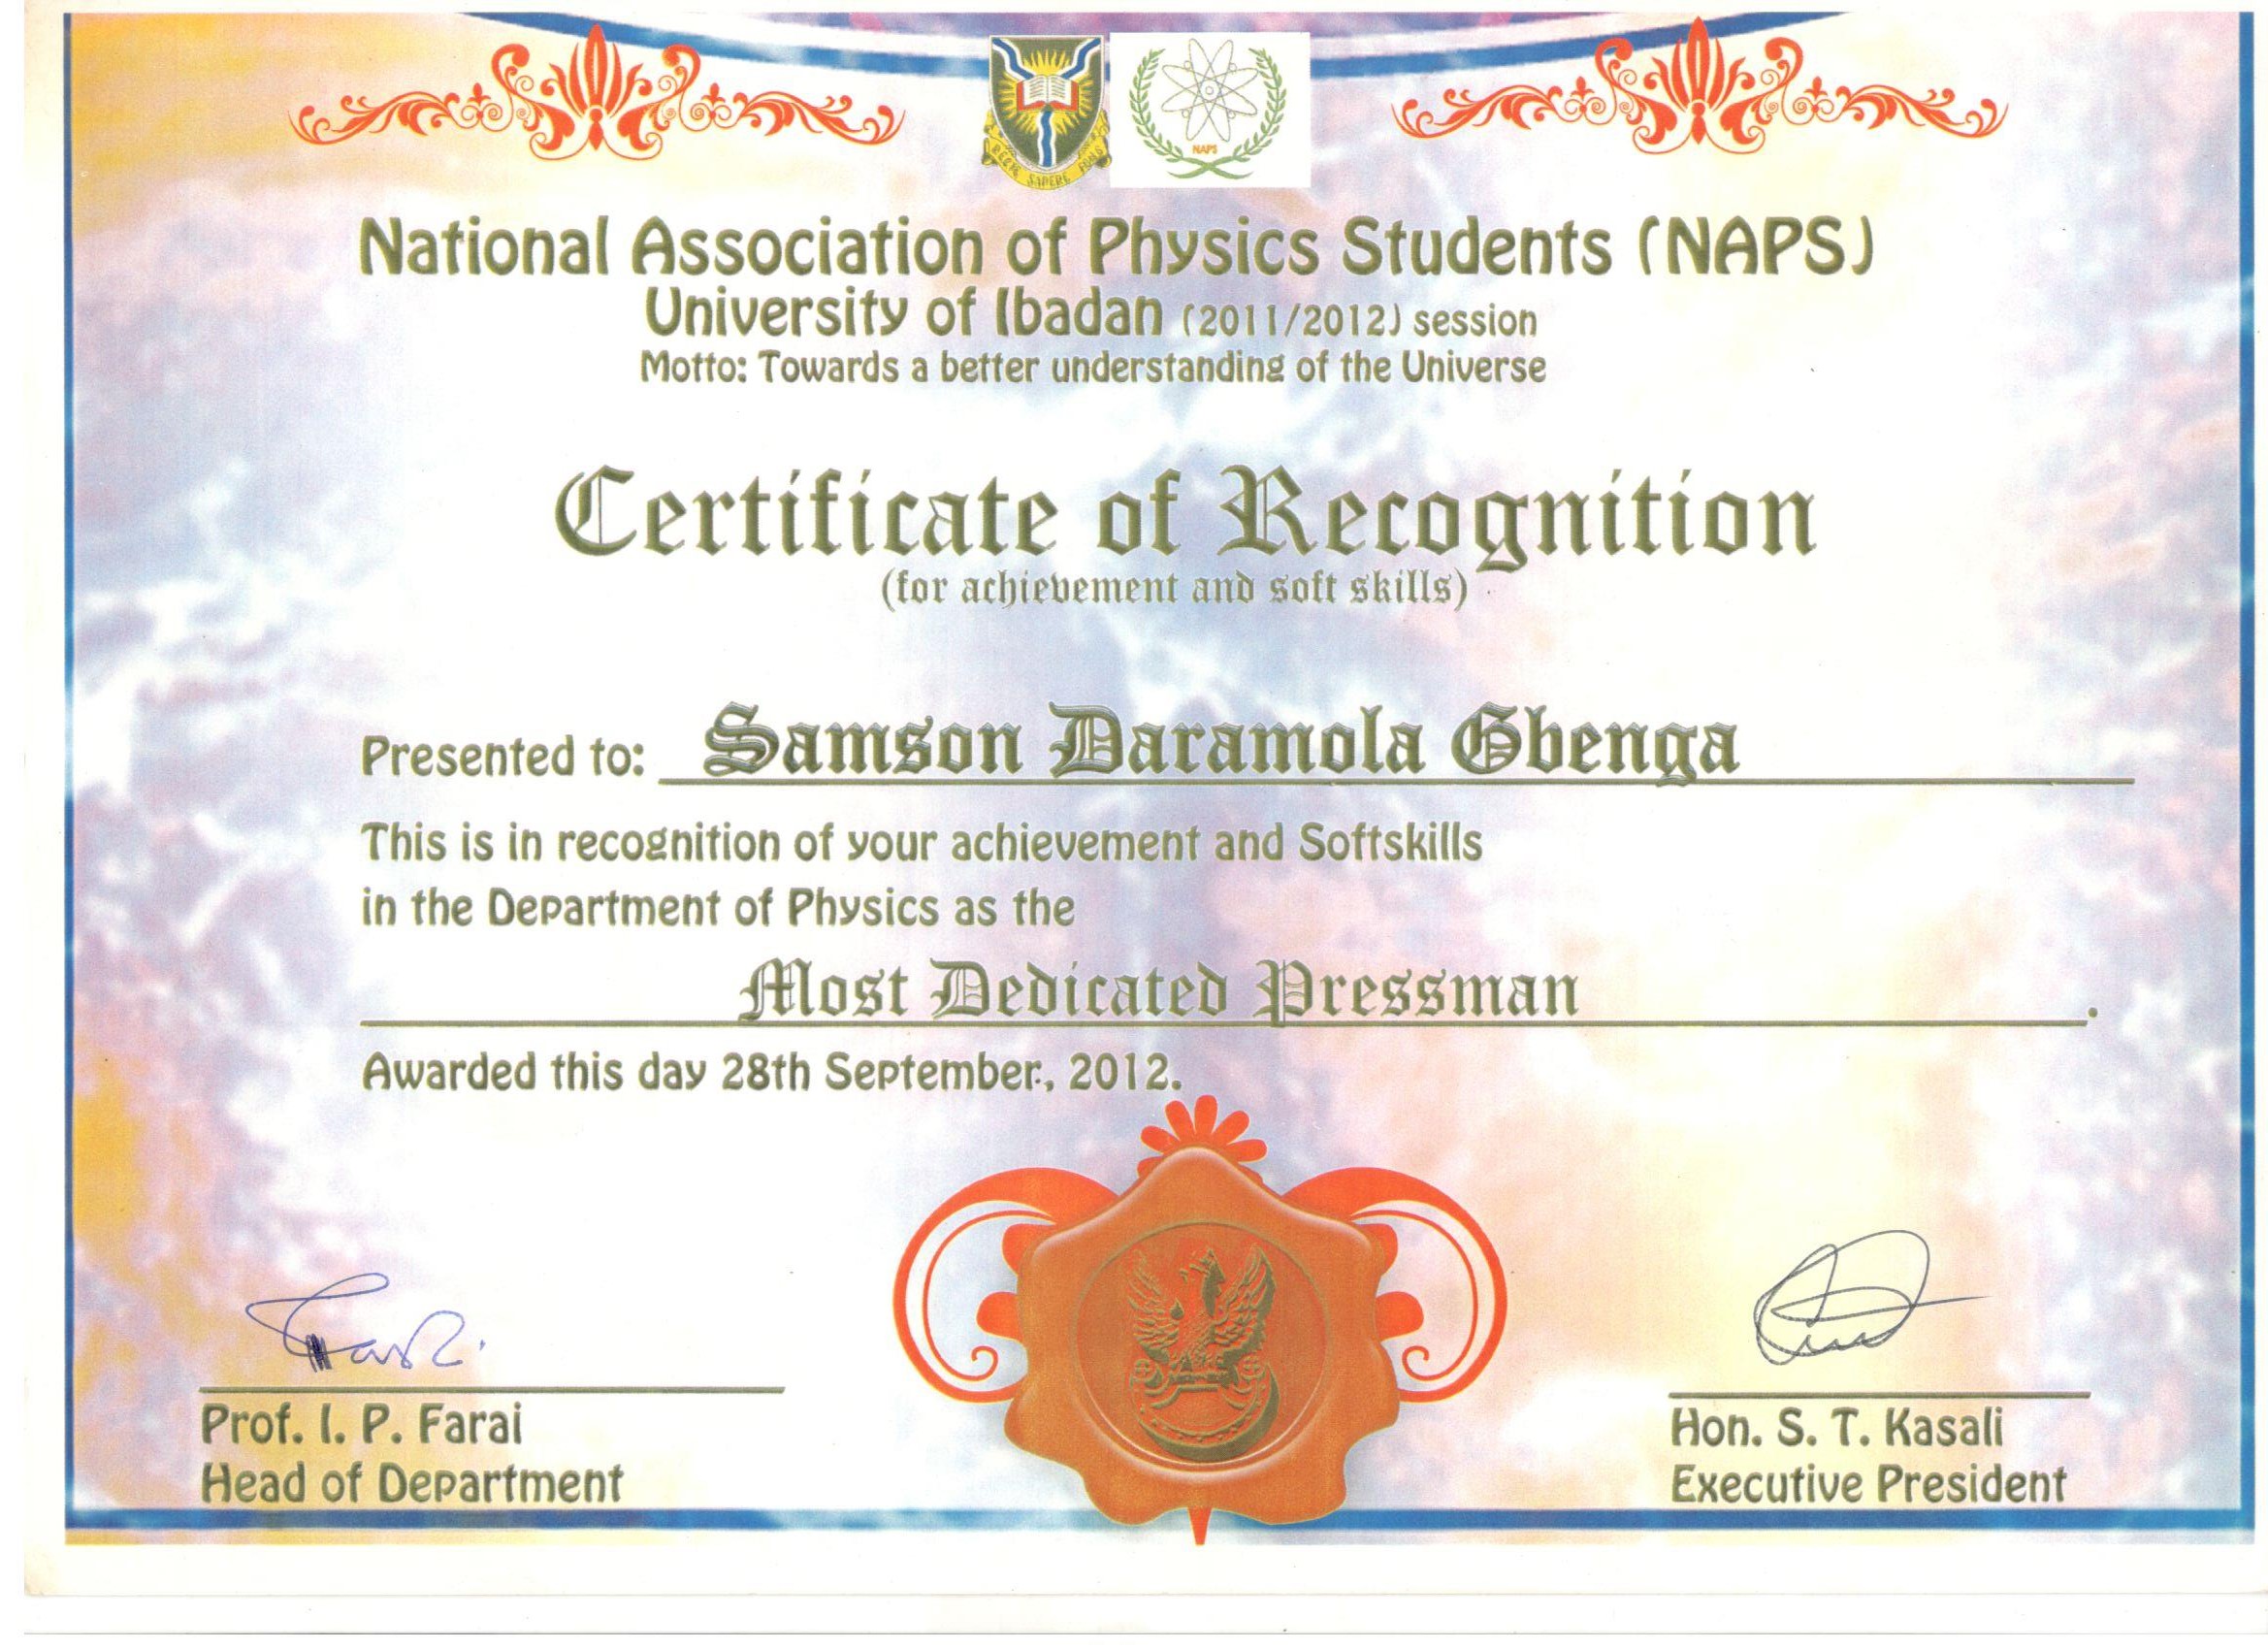 RECTE SAPERE FONS
NAPS
National Association of Physics Students (NAPS)
University of Ibadan (2011/2012) session
Motto: Towards a better understanding of the Universe
Certificate of Recognition
(for achievement and soft skills)
Presented to: Samson Daramola Gbenga
This is in recognition of your achievement and Softskills
in the Department of Physics as the
Most Dedicated Pressman.
Awarded this day 28th September., 2012.
Prof. I. P. Farai
Head of Department
Hon. S. T. Kasali
Executive President